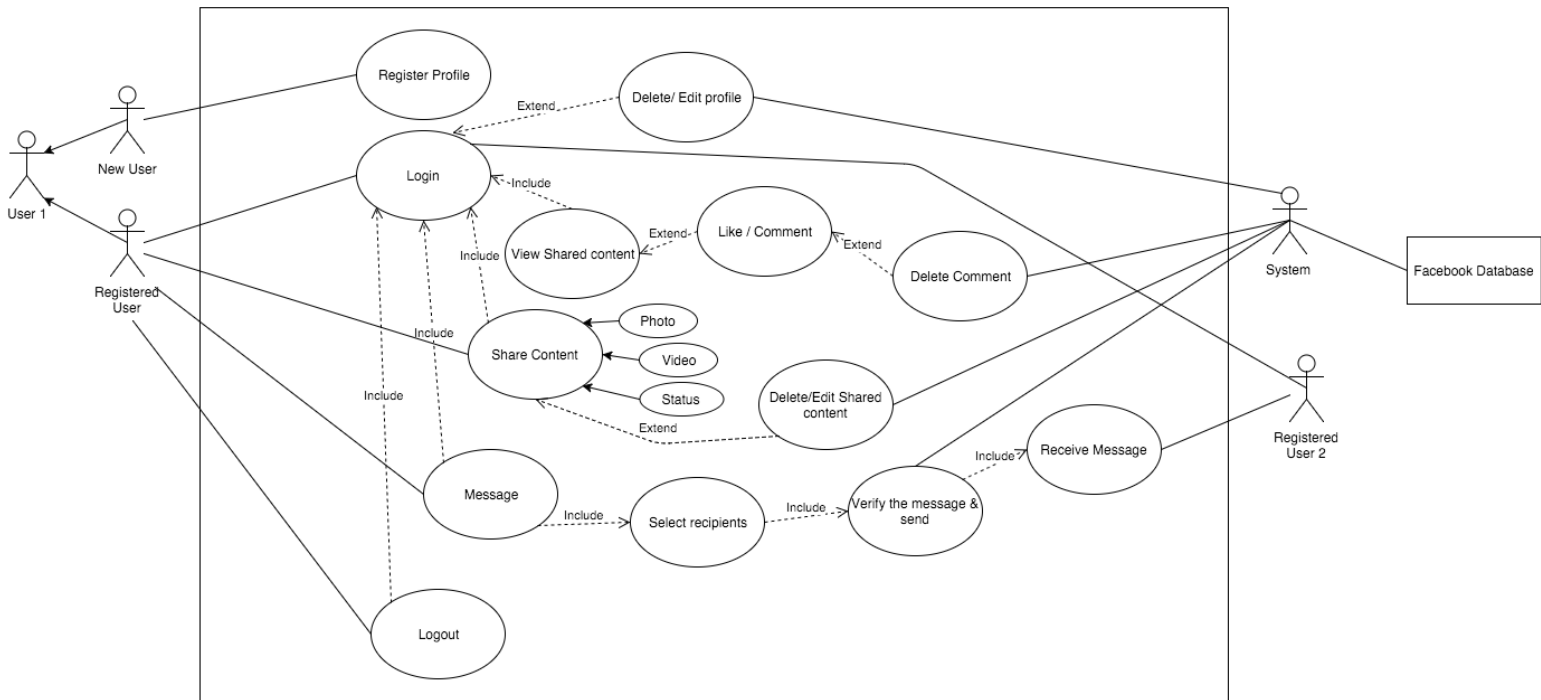 Register Profile
Delete/ Edit profile
Extend
New User
Login
Include
User 1
Like / Comment
Extend
View Shared content
Extend
Include
Delete Comment
System
Facebook Database
Registered
User
Photo
Include
Share Content
Video
Status
Include
Delete/Edit Shared
content
Extend
Registered
User 2
Receive Message
Include
Message
Include
Select recipients
Include
Verify the message &
send
Logout